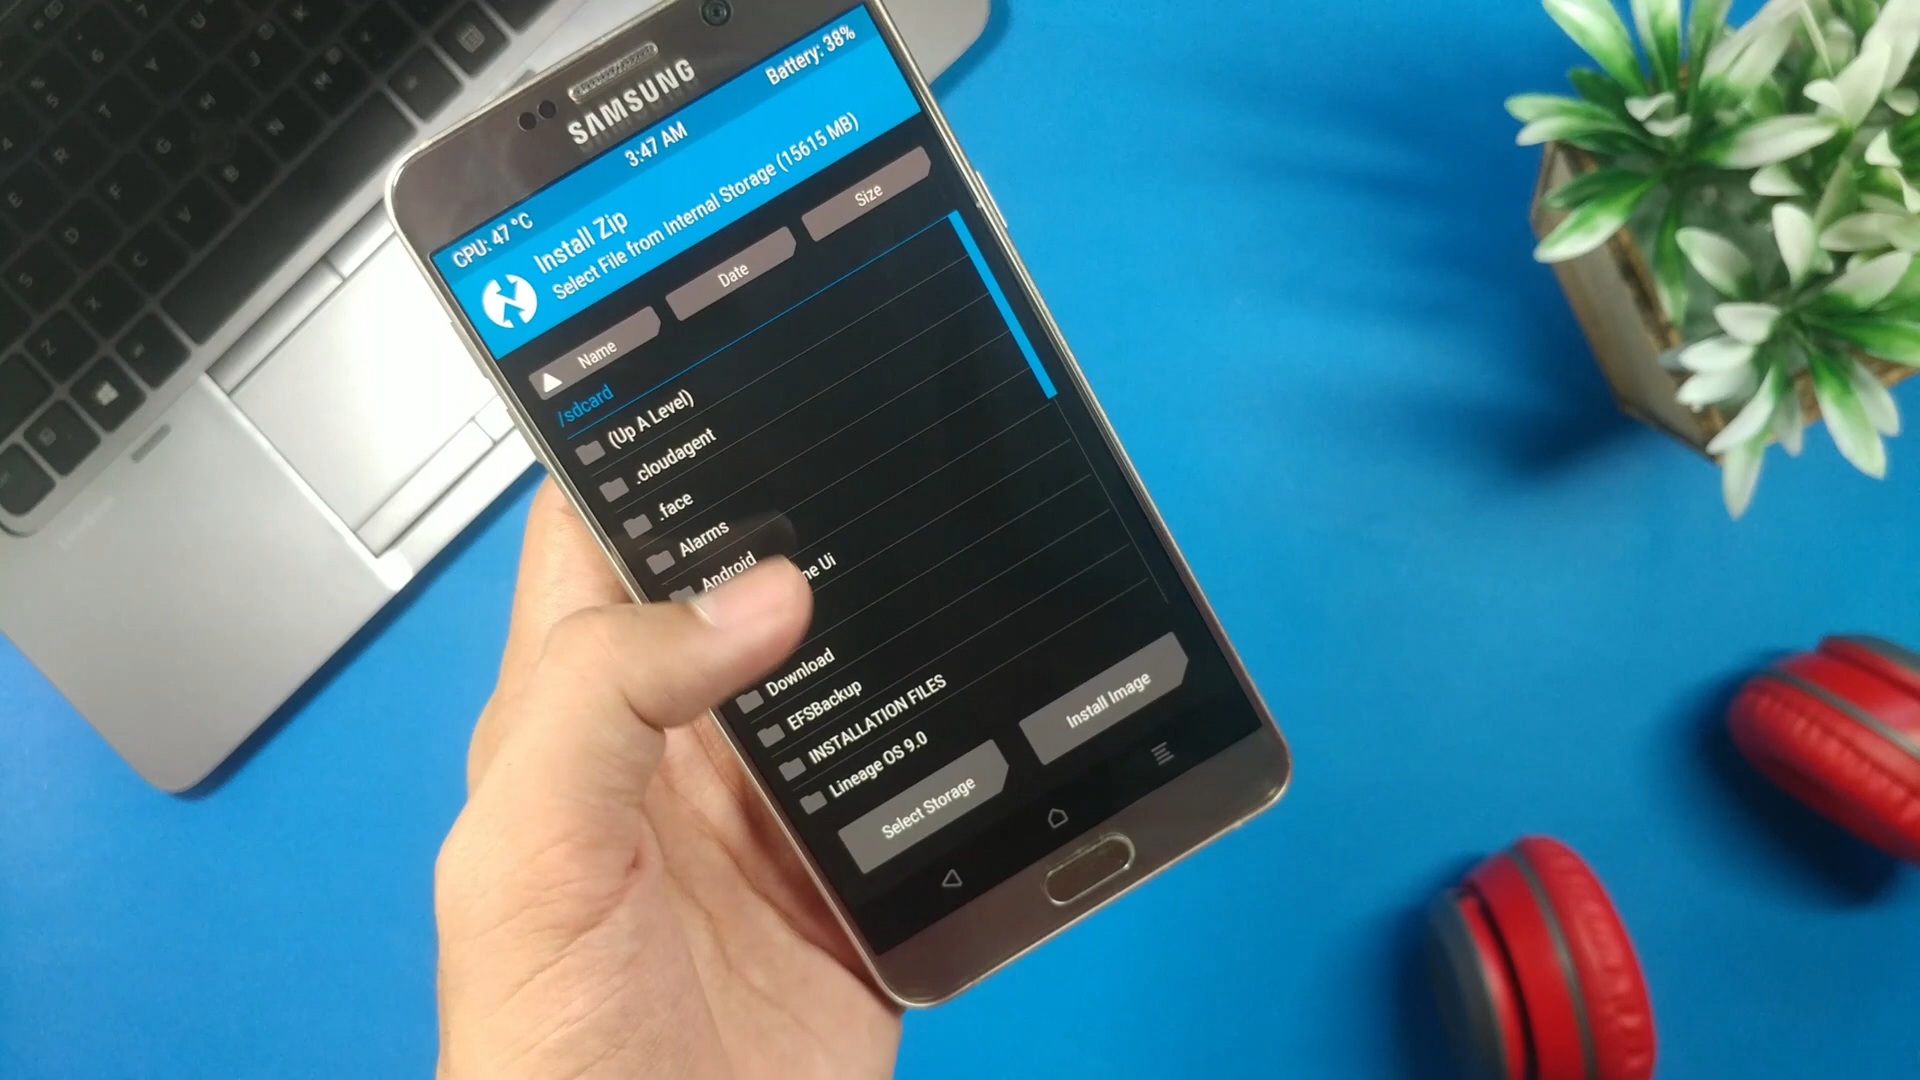 SAMSUNG
CPU: 47 °C
3:47 AM
Battery: 38%
Install Zip
Select File from Internal Storage (15615 MB)
Name
Date
Size
/sdcard
(Up A Level)
.cloudagent
.face
Alarms
Android
Ui
Download
EFSBackup
INSTALLATION FILES
Lineage OS 9.0
Select Storage
Install Image